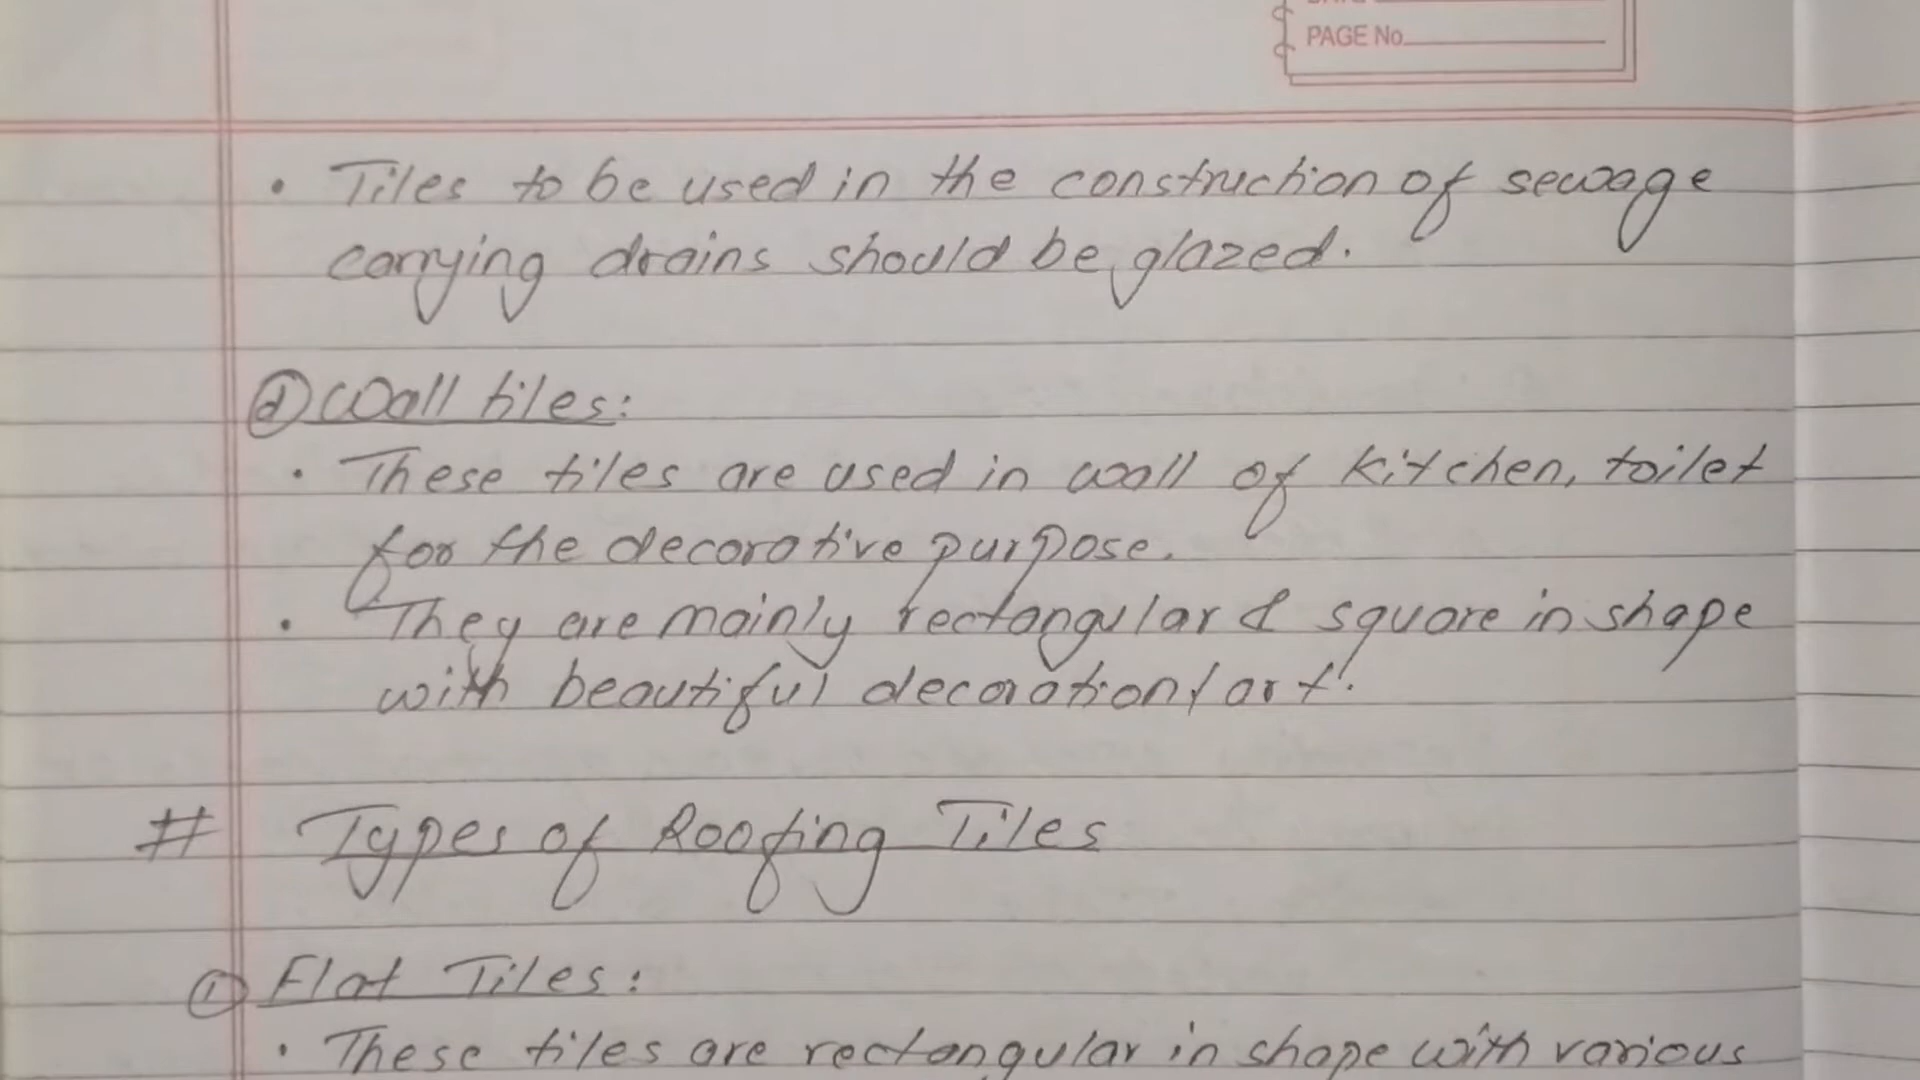 PAGE No.
• Tiles to be used in the construction of sewage
carrying drains should be glazed.
ⓓ Wall tiles:
• These tiles are used in wall of kitchen, toilet
for the decorative purpose.
• They are mainly rectangular & square in shape
with beautiful decoration/art.
# Types of Roofing Tiles
① Flat Tiles:
• These tiles are rectangular in shape with various